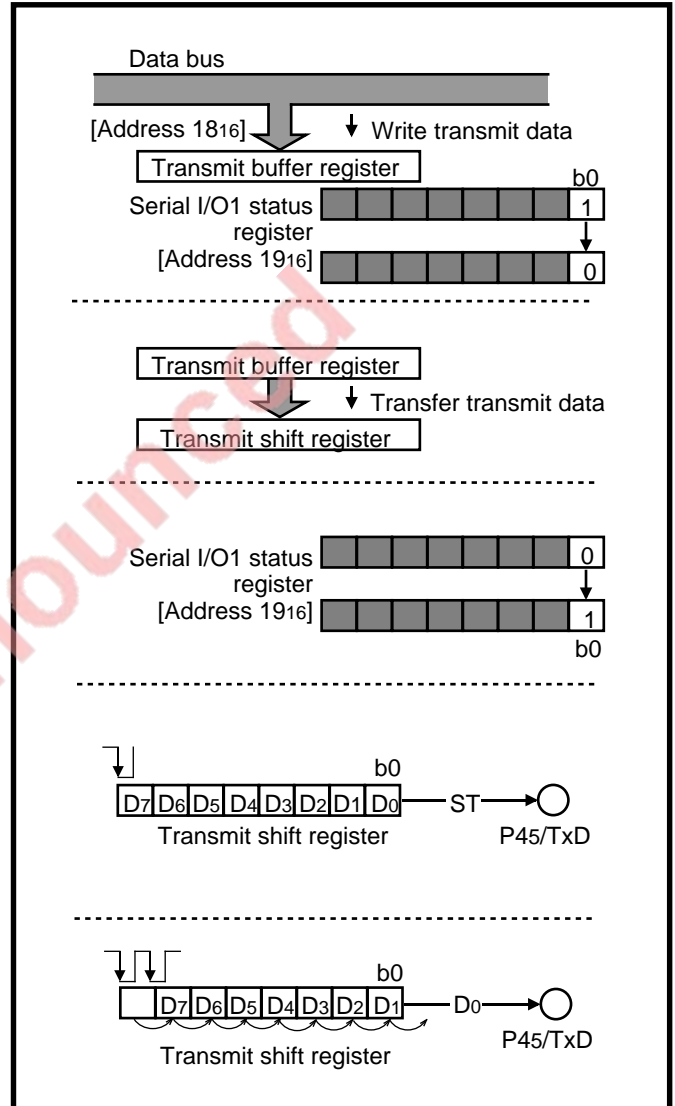 Data bus
[Address 1816]
Write transmit data
Transmit buffer register
b0
Serial I/O1 status
register
[Address 1916]
1
0
Transmit buffer register
Transfer transmit data
Transmit shift register
Serial I/O1 status
register
[Address 1916]
0
1
b0
b0
D7 D6 D5 D4 D3 D2 D1 D0 ST
Transmit shift register
P45/TxD
b0
D7 D6 D5 D4 D3 D2 D1 D0
Transmit shift register
P45/TxD
nounced